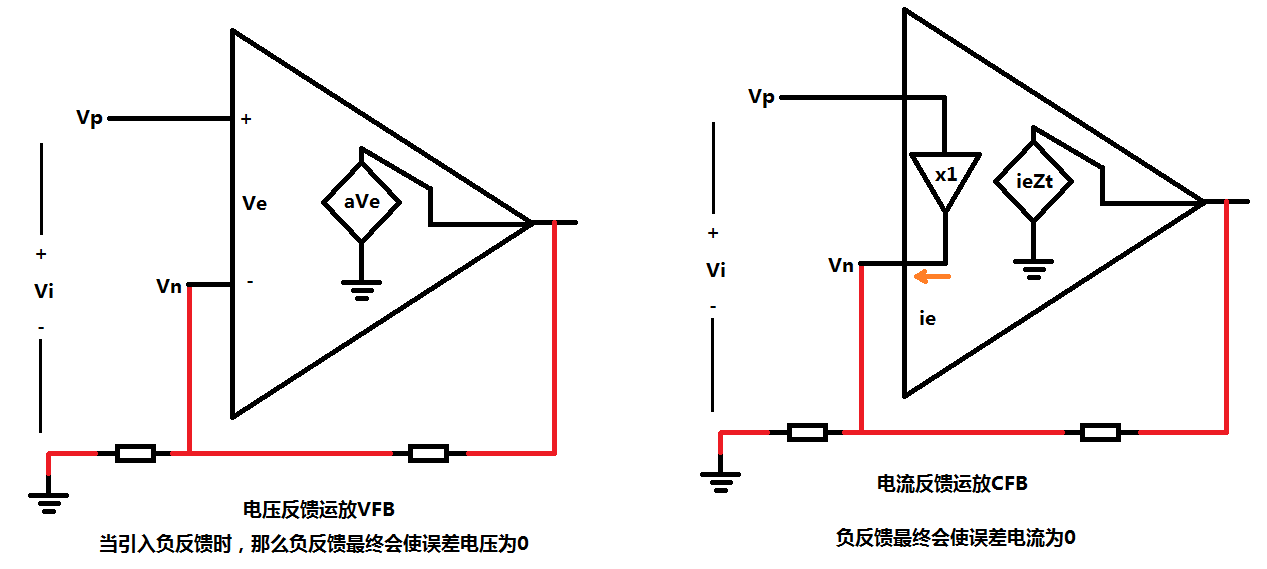 Vp
+
Ve
aVe
+
Vi
-
Vn
-
电压反馈运放VFB
当引入负反馈时，那么负反馈最终会使误差电压为0
Vp
x1
ieZt
+
Vi
-
Vn
ie
电流反馈运放CFB
负反馈最终会使误差电流为0